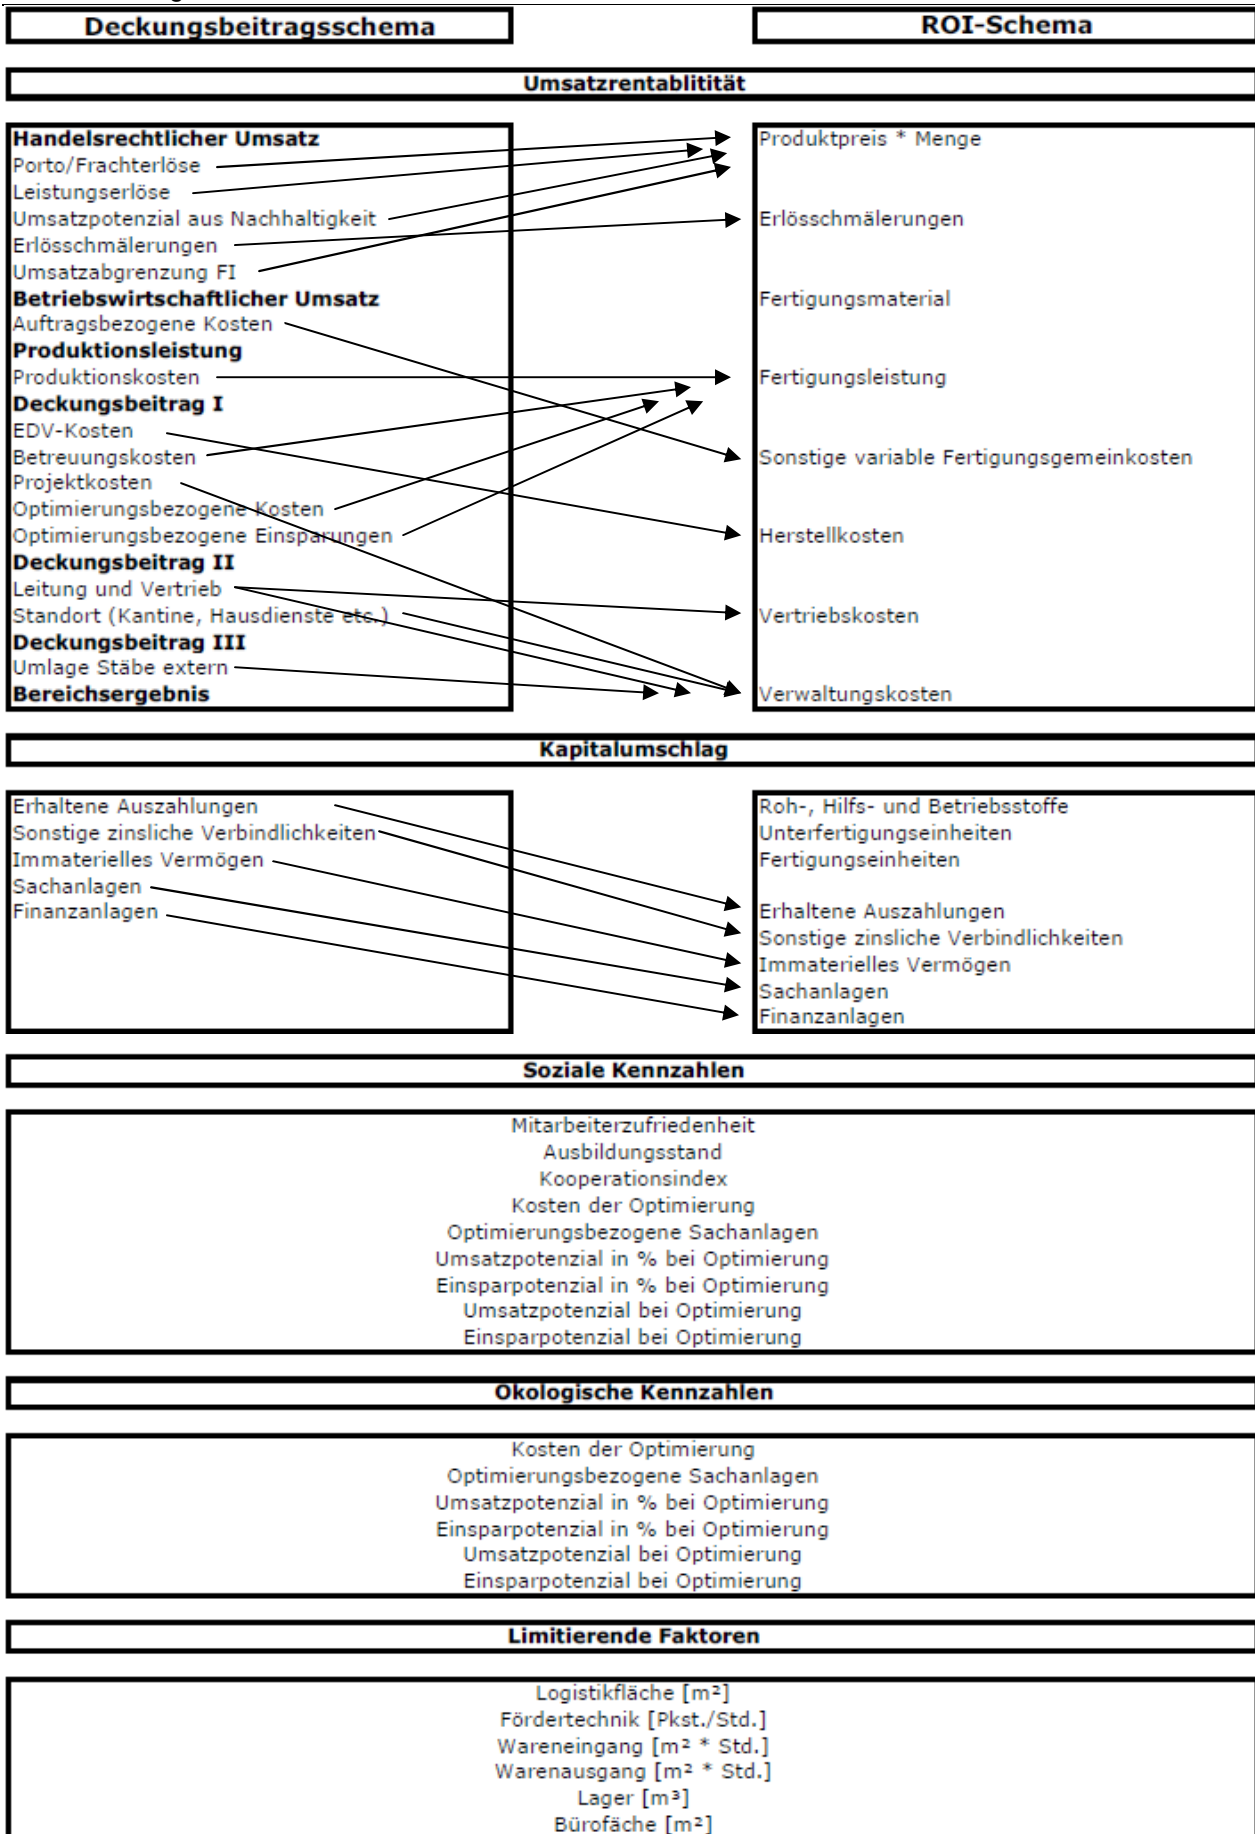 Deckungsbeitragsschema
ROI-Schema
Umsatzrentablitität
Handelsrechtlicher Umsatz
Porto/Frachterlöse
Leistungserlöse
Umsatzpotenzial aus Nachhaltigkeit
Erlösschmälerungen
Umsatzabgrenzung FI
Betriebswirtschaftlicher Umsatz
Auftragsbezogene Kosten
Produktionsleistung
Produktionskosten
Deckungsbeitrag I
EDV-Kosten
Betreuungskosten
Projektkosten
Optimierungsbezogene Kosten
Optimierungsbezogene Einsparungen
Deckungsbeitrag II
Leitung und Vertrieb
Standort (Kantine, Hausdienste etc.)
Deckungsbeitrag III
Umlage Stäbe extern
Bereichsergebnis
Produktpreis * Menge
Erlösschmälerungen
Fertigungsmaterial
Fertigungsleistung
Sonstige variable Fertigungsgemeinkosten
Herstellkosten
Vertriebskosten
Verwaltungskosten
Kapitalumschlag
Erhaltene Auszahlungen
Sonstige zinsliche Verbindlichkeiten
Immaterielles Vermögen
Sachanlagen
Finanzanlagen
Roh-, Hilfs- und Betriebsstoffe
Unterfertigungseinheiten
Fertigungseinheiten
Erhaltene Auszahlungen
Sonstige zinsliche Verbindlichkeiten
Immaterielles Vermögen
Sachanlagen
Finanzanlagen
Soziale Kennzahlen
Mitarbeiterzufriedenheit
Ausbildungsstand
Kooperationsindex
Kosten der Optimierung
Optimierungsbezogene Sachanlagen
Umsatzpotenzial in % bei Optimierung
Einsparpotenzial in % bei Optimierung
Umsatzpotenzial bei Optimierung
Einsparpotenzial bei Optimierung
Ökologische Kennzahlen
Kosten der Optimierung
Optimierungsbezogene Sachanlagen
Umsatzpotenzial in % bei Optimierung
Einsparpotenzial in % bei Optimierung
Umsatzpotenzial bei Optimierung
Einsparpotenzial bei Optimierung
Limitierende Faktoren
Logistikfläche [m²]
Fördertechnik [Pkst./Std.]
Wareneingang [m² * Std.]
Warenausgang [m² * Std.]
Lager [m³]
Bürofäche [m²]